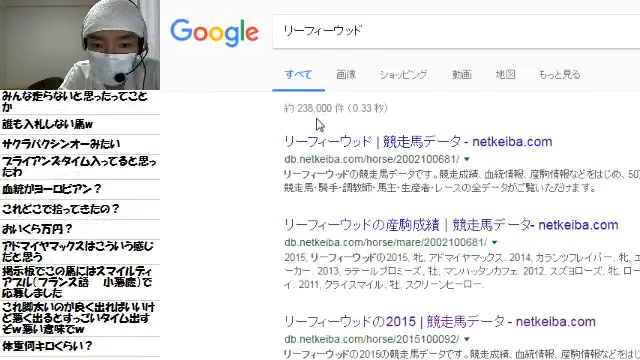 Google
リーフィーウッド
すべて 画像 ショッピング 動画 地図 もっと見る
約 238,000 件 (0.33 秒)
リーフィーウッド | 競走馬データ - netkeiba.com
db.netkeiba.com/horse/2002100681/
リーフィーウッドの競走馬データです。競走成績、血統情報、産駒情報などをはじめ、50万
競走馬・騎手・調教師・馬主・生産者・レースの全データがご覧いただけます。
リーフィーウッドの産駒成績 | 競走馬データ- netkeiba.com
db.netkeiba.com/horse/mare/2002100681/
2015, リーフィーウッドの2015, 牝, アドマイヤマックス. 2014, カランツフレイバー, 牝, エ
ーカー. 2013, ラテールプロミーズ, 牡, マンハッタンカフェ. 2012, スズヨローズ, 牝, ロー
イ. 2011, クライスマイル, 牡, スクリーンヒーロー.
リーフィーウッドの2015 | 競走馬データ - netkeiba.com
db.netkeiba.com/horse/2015100092/
リーフィーウッドの2015の競走馬データです。競走成績、血統情報、産駒情報などをは
みんな走らないと思ったってこと
か
誰も入札しない馬w
サクラバクシンオーみたい
ブライアンズタイム入ってると思っ
たわ
血統がヨーロピアン？
これどこで拾ってきたの？
おいくら万円？
アドマイヤマックスはこういう感じ
だと思う
掲示板でこの馬にはスマイルディ
アブル（フランス語 小悪魔）で
応募しました
これ脚太いのが良く出ればいいけ
ど悪く出るとすっごいタイム出す
ぞw悪い意味でw
体重何キロくらい？